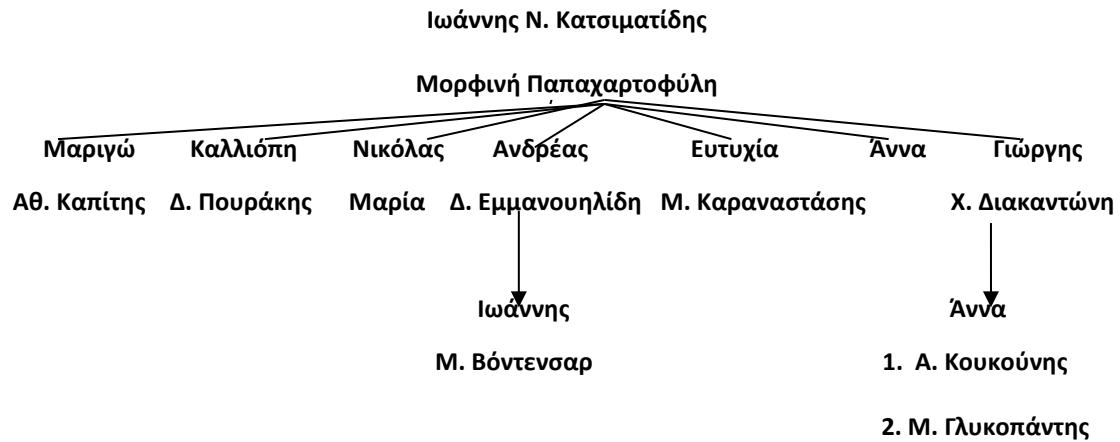 Ιωάννης Ν. Κατσιματίδης
Μορφινή Παπαχαρτοφύλη
Μαριγώ Καλλιόπη Νικόλας Ανδρέας Ευτυχία Άννα Γιώργης
Αθ. Καπίτης Δ. Πουράκης Μαρία Δ. Εμμανουηλίδη Μ. Καραναστάσης Χ. Διακαντώνη
Ιωάννης Άννα
Μ. Βόντενσαρ 1. Α. Κουκούνης
2. Μ. Γλυκοπάντης